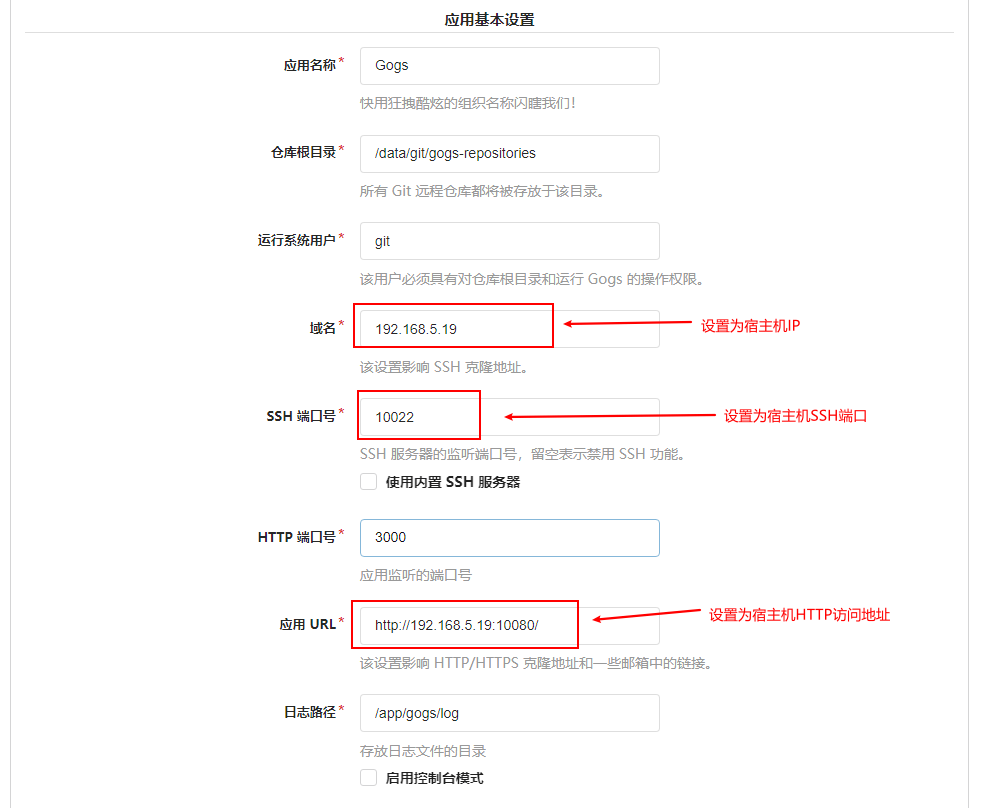 应用基本设置
应用名称*
Gogs
快用狂拽酷炫的组织名称闪瞎我们！
仓库根目录*
/data/git/gogs-repositories
所有 Git 远程仓库都将被存放于该目录。
运行系统用户*
git
该用户必须具有对仓库根目录和运行 Gogs 的操作权限。
域名*
192.168.5.19
设置为宿主机IP
该设置影响 SSH 克隆地址。
SSH 端口号*
10022
设置为宿主机SSH端口
SSH 服务器的监听端口号，留空表示禁用 SSH 功能。
使用内置 SSH 服务器
HTTP 端口号*
3000
应用监听的端口号
应用 URL*
http://192.168.5.19:10080/
设置为宿主机HTTP访问地址
该设置影响 HTTP/HTTPS 克隆地址和一些邮箱中的链接。
日志路径*
/app/gogs/log
存放日志文件的目录
启用控制台模式